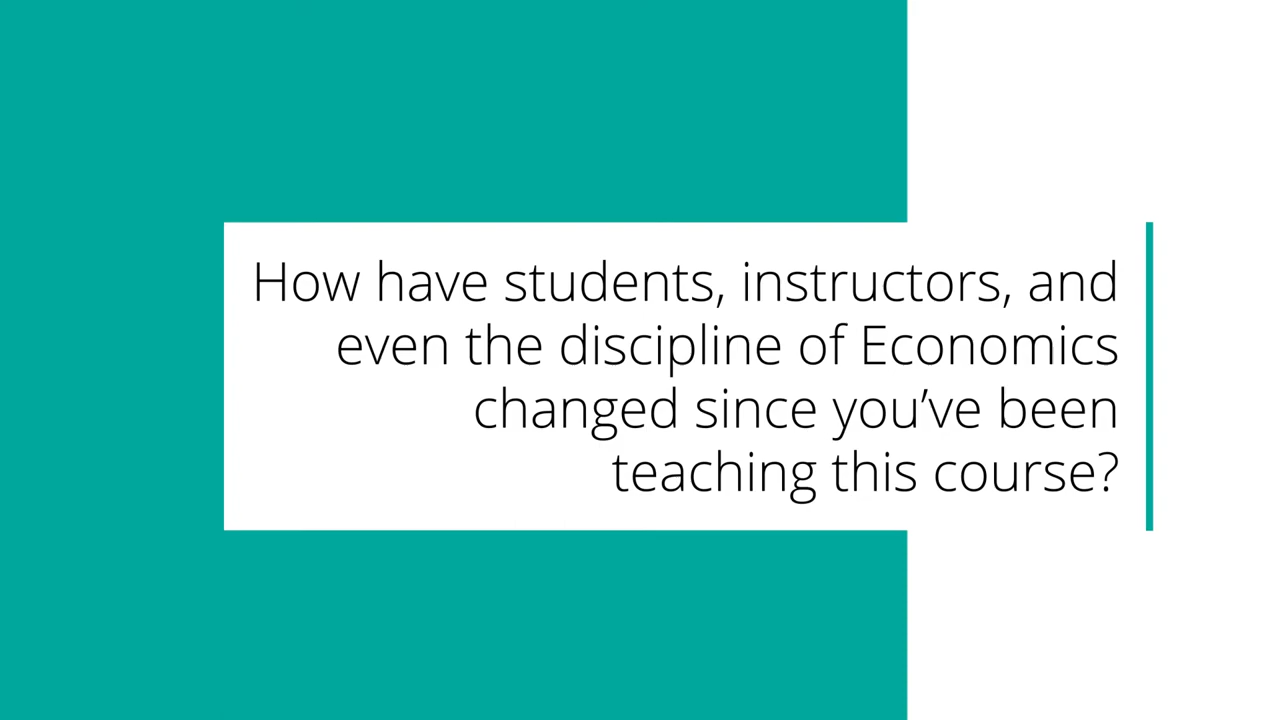 How have students, instructors, and
even the discipline of Economics
changed since you’ve been
teaching this course?